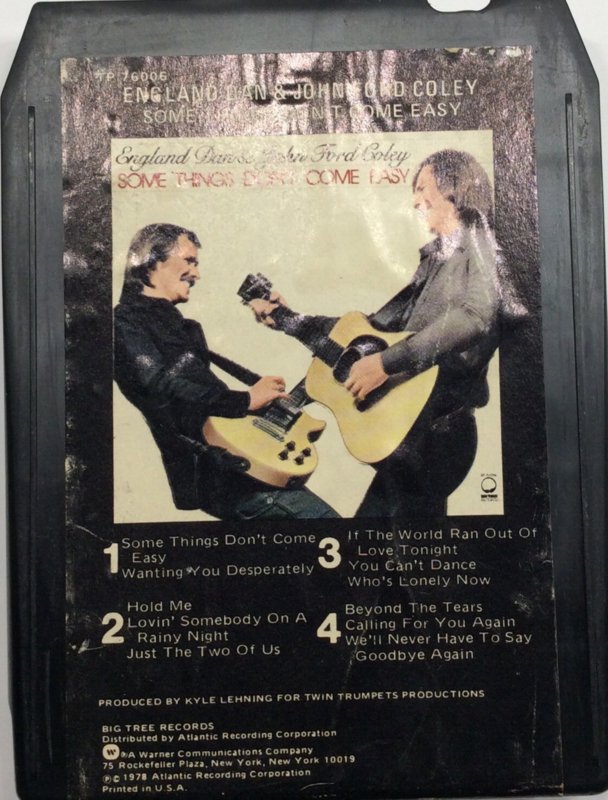 TP 76006
ENGLAND DAN & JOHN FORD COLEY
SOME THINGS DON'T COME EASY
England Dan & John Ford Coley
SOME THINGS DON'T COME EASY
1
Some Things Don't Come
Easy
Wanting You Desperately
2
Hold Me
Lovin' Somebody On A
Rainy Night
Just The Two Of Us
3
If The World Ran Out Of
Love Tonight
You Can't Dance
Who's Lonely Now
4
Beyond The Tears
Calling For You Again
We'll Never Have To Say
Goodbye Again
PRODUCED BY KYLE LEHNING FOR TWIN TRUMPETS PRODUCTIONS
BIG TREE RECORDS
Distributed by Atlantic Recording Corporation
W ® A Warner Communications Company
75 Rockefeller Plaza, New York, New York 10019
℗ © 1978 Atlantic Recording Corporation
Printed in U.S.A.